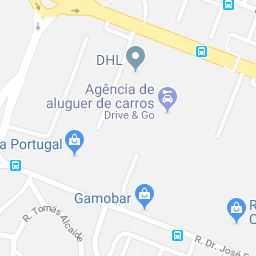 DHL
Agência de
aluguer de carros
Drive & Go
a Portugal
Gamobar
R
C
R. Tomás Alcaide
R. Dr. José E